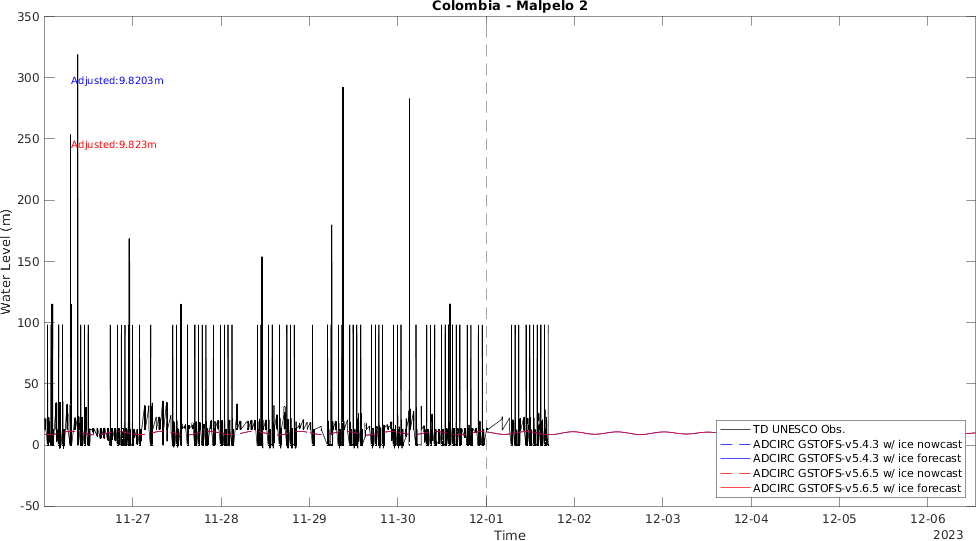 Colombia - Malpelo 2
350
300
250
200
150
100
50
0
-50
Water Level (m)
Adjusted:9.8203m
Adjusted:9.823m
TD UNESCO Obs.
ADCIRC GSTOFS-v5.4.3 w/ ice nowcast
ADCIRC GSTOFS-v5.4.3 w/ ice forecast
ADCIRC GSTOFS-v5.6.5 w/ ice nowcast
ADCIRC GSTOFS-v5.6.5 w/ ice forecast
11-27 11-28 11-29 11-30 12-01 12-02 12-03 12-04 12-05 12-06
Time
2023